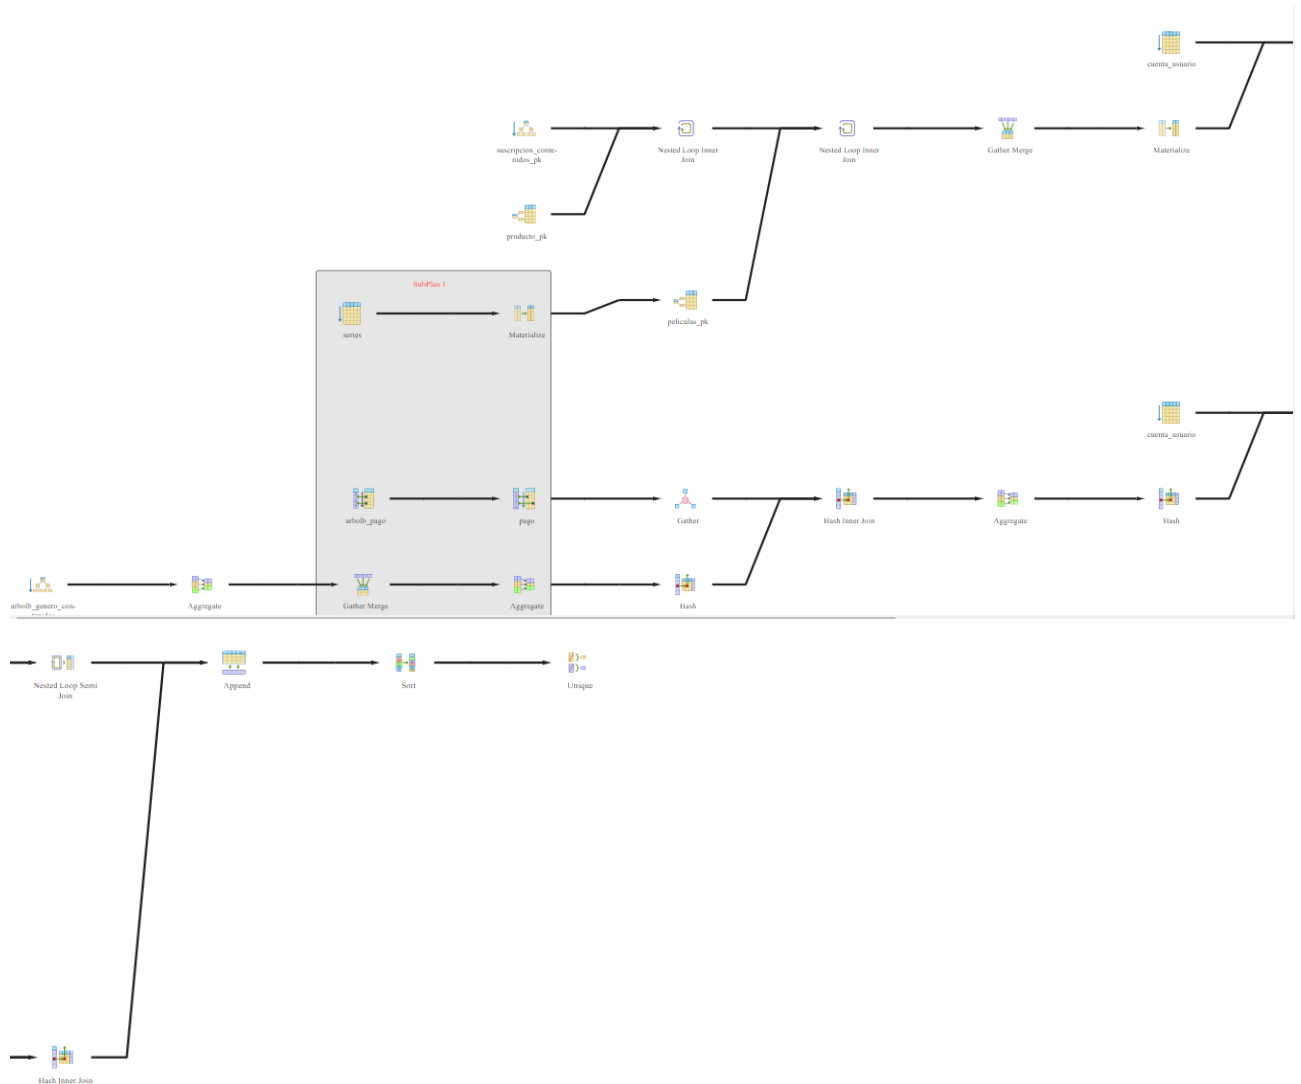 cuenta_usuario
suscripcion_conte-
nidos_pk
Nested Loop Inner
Join
Nested Loop Inner
Join
Gather Merge
Materialize
producto_pk
SubPlan 1
series
Materialize
peliculas_pk
cuenta_usuario
arbolb_pago
pago
Gather
Hash Inner Join
Aggregate
Hash
arbolb_genero_con-
Aggregate
Gather Merge
Aggregate
Hash
Nested Loop Semi
Join
Append
Sort
Unique
Hash Inner Join